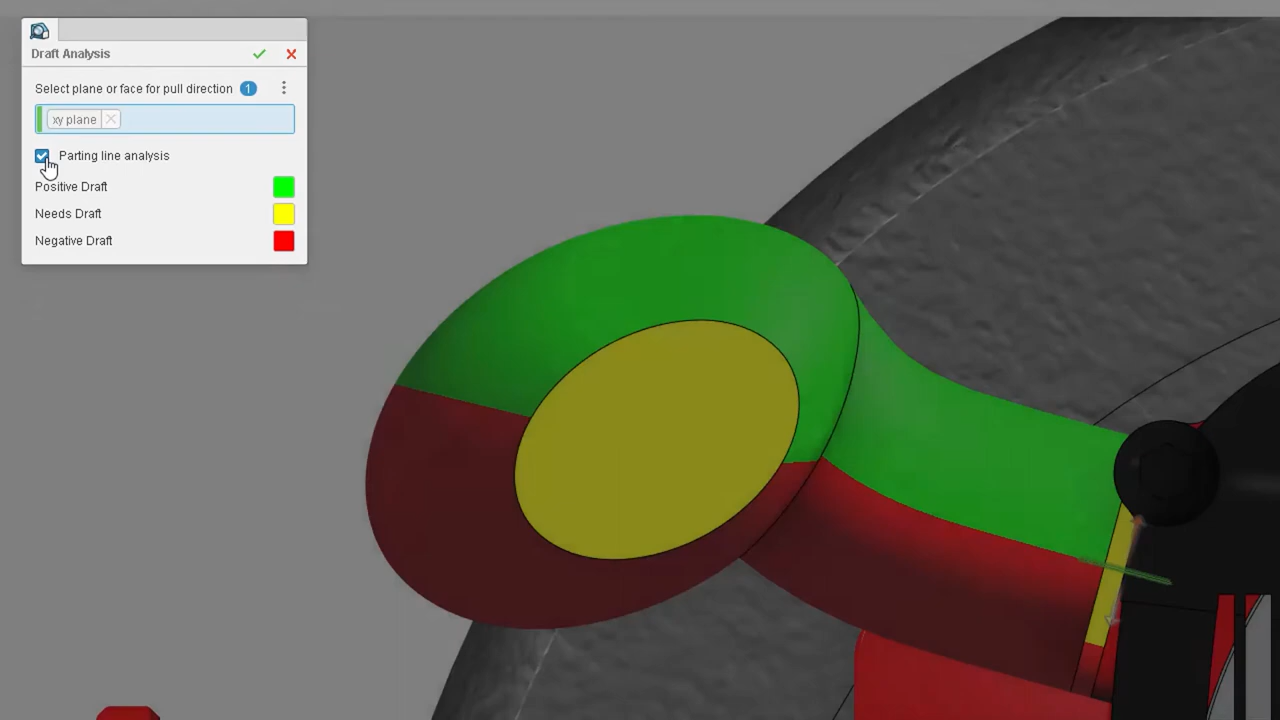 Draft Analysis
Select plane or face for pull direction 1
xy plane
Parting line analysis
Positive Draft
Needs Draft
Negative Draft